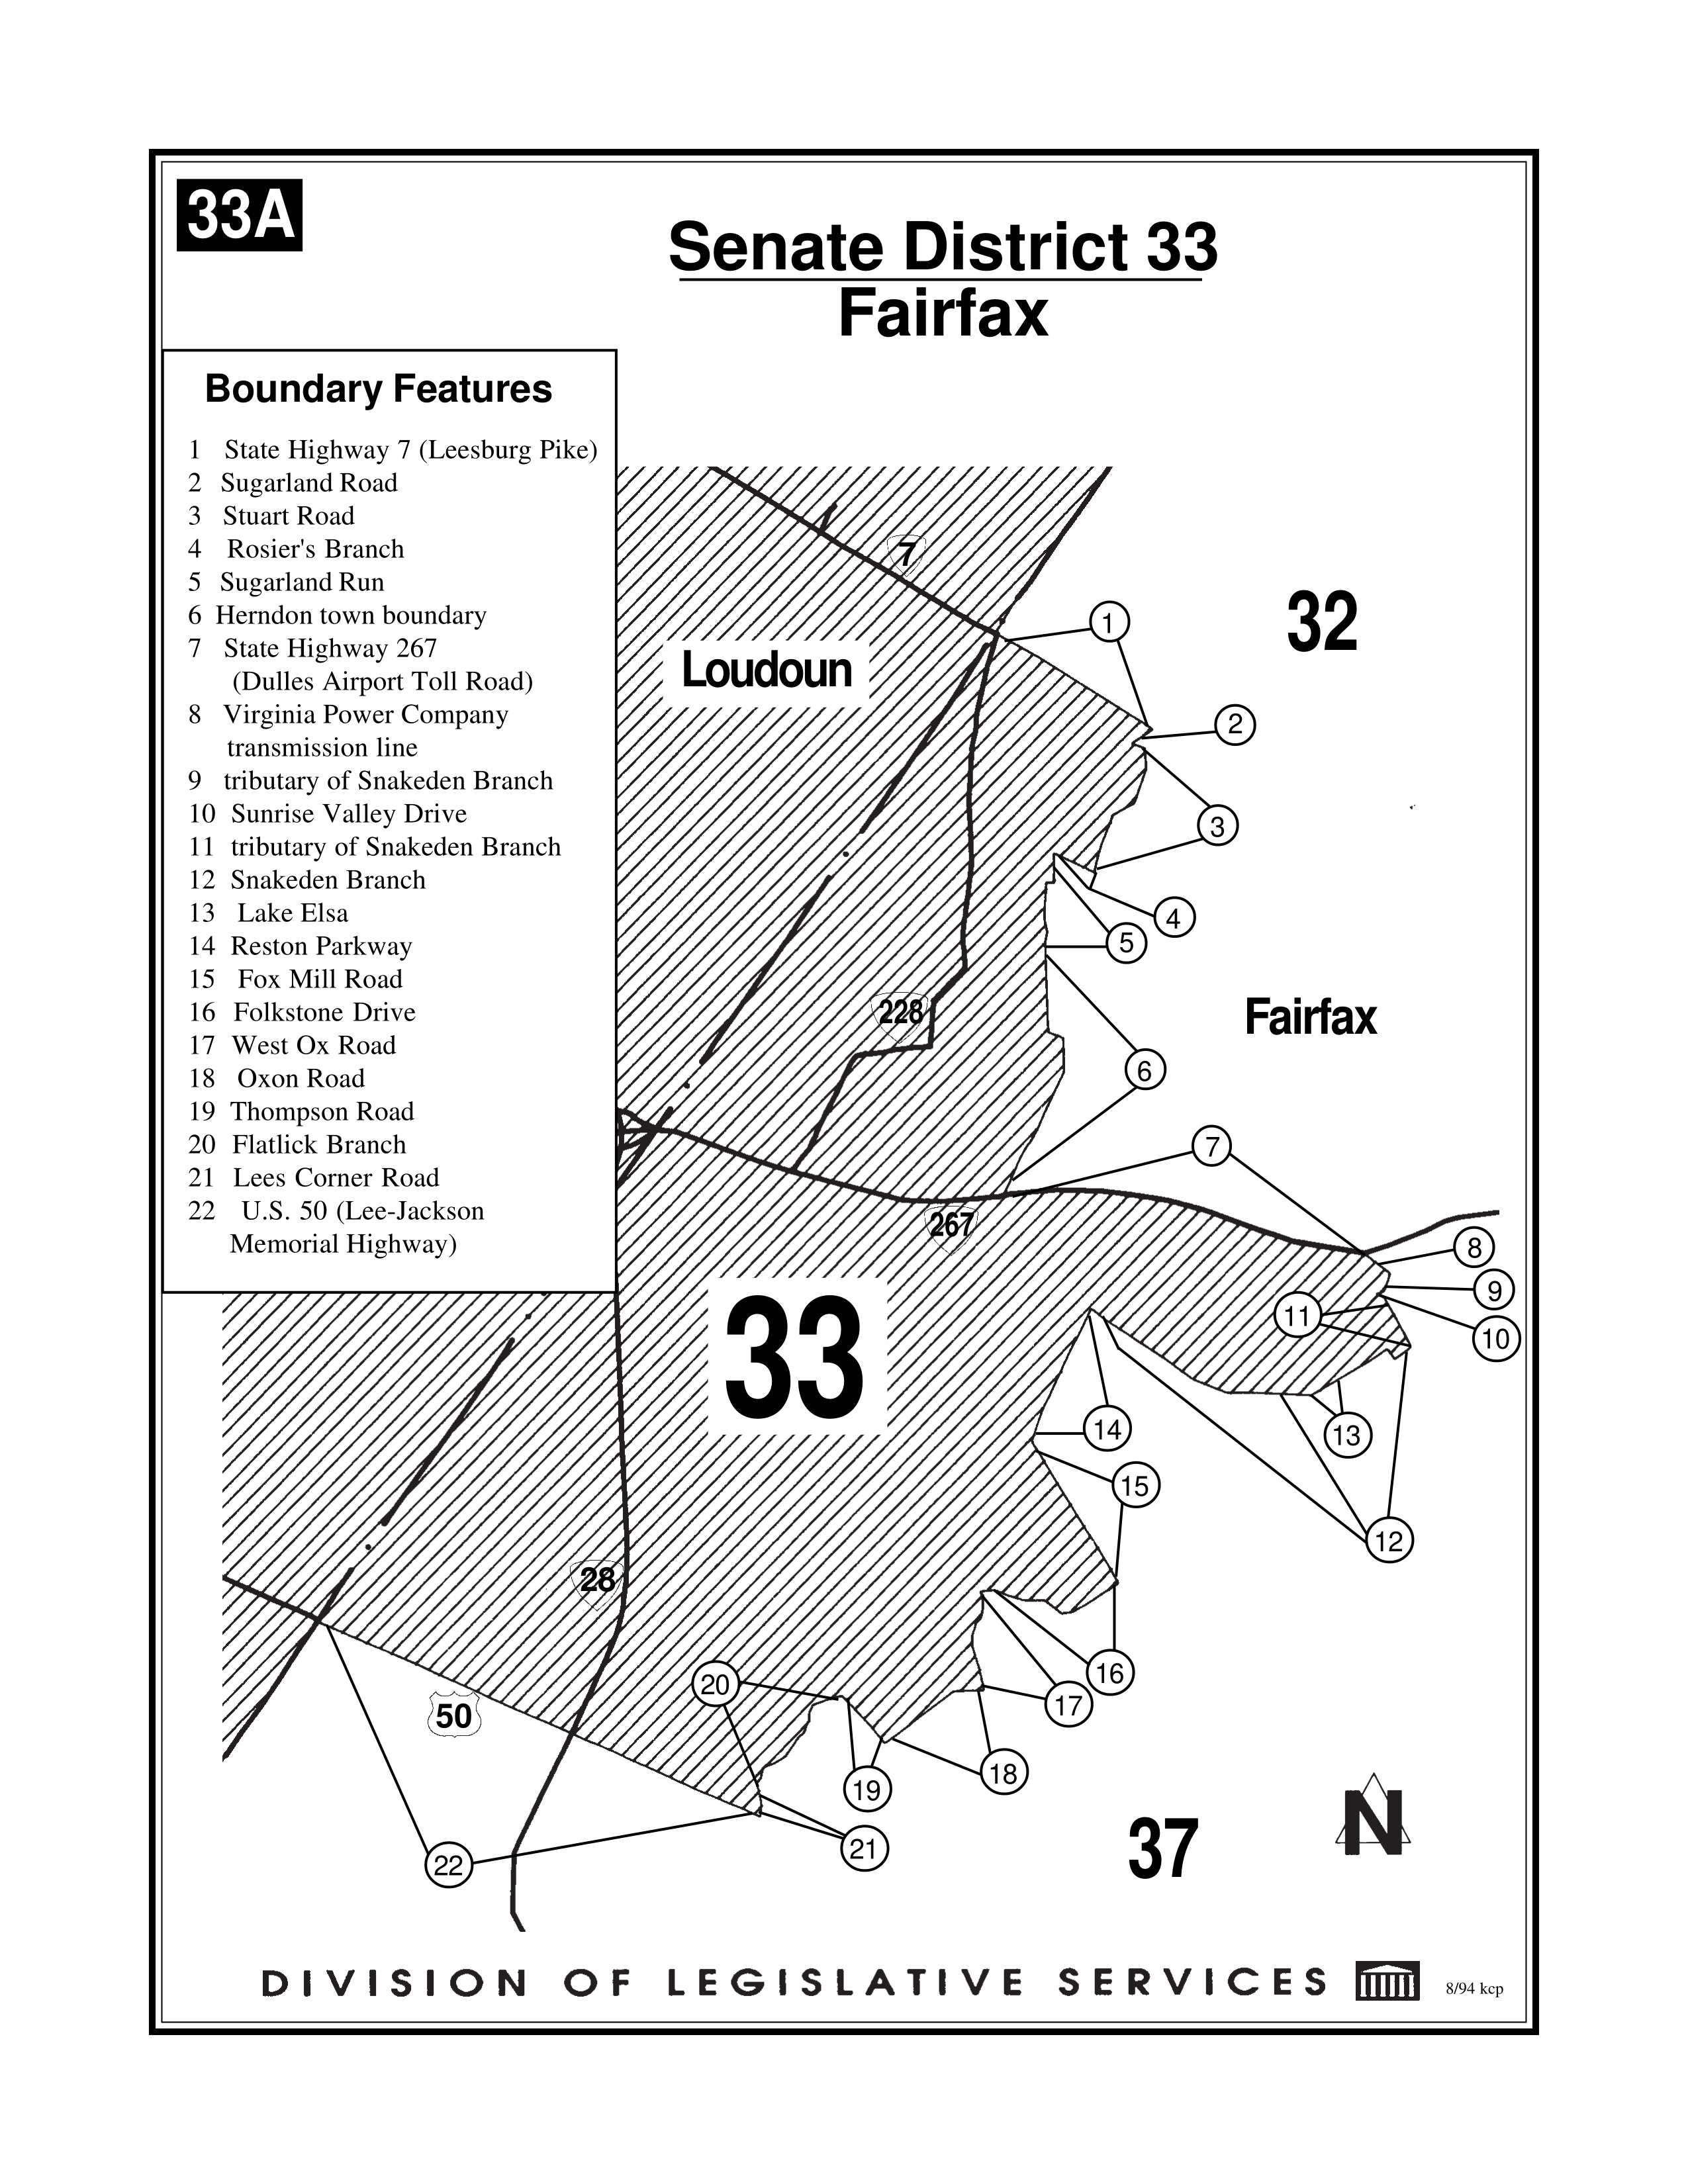 33A
Senate District 33
Fairfax
Boundary Features
1 State Highway 7 (Leesburg Pike)
2 Sugarland Road
3 Stuart Road
4 Rosier's Branch
5 Sugarland Run
6 Herndon town boundary
7 State Highway 267
(Dulles Airport Toll Road)
8 Virginia Power Company
transmission line
9 tributary of Snakeden Branch
10 Sunrise Valley Drive
11 tributary of Snakeden Branch
12 Snakeden Branch
13 Lake Elsa
14 Reston Parkway
15 Fox Mill Road
16 Folkstone Drive
17 West Ox Road
18 Oxon Road
19 Thompson Road
20 Flatlick Branch
21 Lees Corner Road
22 U.S. 50 (Lee-Jackson
Memorial Highway)
7
1
32
Loudoun
2
3
4
5
228
Fairfax
6
7
267
8
9
11
10
33
14
13
15
12
28
16
20
17
50
18
19
37
N
21
22
DIVISION OF LEGISLATIVE SERVICES
8/94 kcp